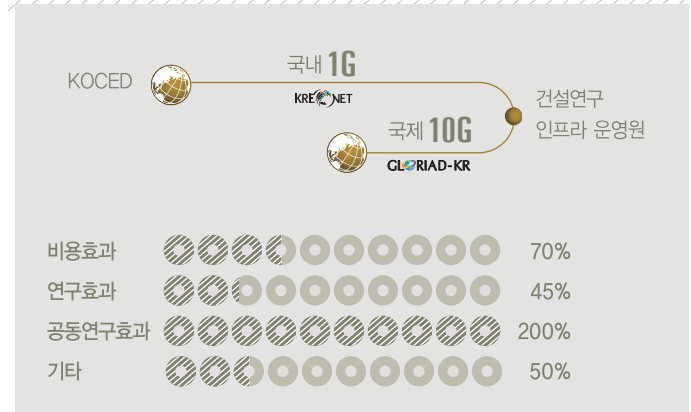 KOCED
국내 1G
KREONET
국제 10G
GLORIAD-KR
건설연구
인프라 운영원
비용효과 70%
연구효과 45%
공동연구효과 200%
기타 50%